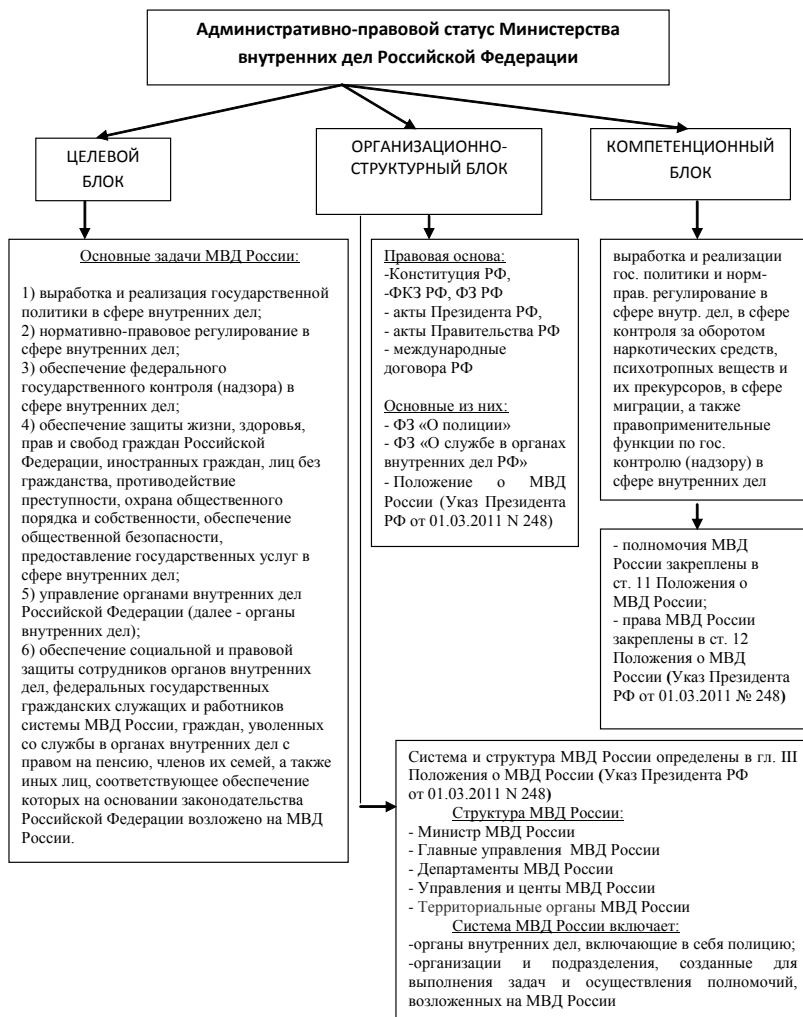 Административно-правовой статус Министерства
внутренних дел Российской Федерации
ЦЕЛЕВОЙ
БЛОК
ОРГАНИЗАЦИОННО-
СТРУКТУРНЫЙ БЛОК
КОМПЕТЕНЦИОННЫЙ
БЛОК
Основные задачи МВД России:
1) выработка и реализация государственной
политики в сфере внутренних дел;
2) нормативно-правовое регулирование в
сфере внутренних дел;
3) обеспечение федерального
государственного контроля (надзора) в
сфере внутренних дел;
4) обеспечение защиты жизни, здоровья,
прав и свобод граждан Российской
Федерации, иностранных граждан, лиц без
гражданства, противодействие
преступности, охрана общественного
порядка и собственности, обеспечение
общественной безопасности,
предоставление государственных услуг в
сфере внутренних дел;
5) управление органами внутренних дел
Российской Федерации (далее - органы
внутренних дел);
6) обеспечение социальной и правовой
защиты сотрудников органов внутренних
дел, федеральных государственных
гражданских служащих и работников
системы МВД России, граждан, уволенных
со службы в органах внутренних дел с
правом на пенсию, членов их семей, а также
иных лиц, соответствующее обеспечение
которых на основании законодательства
Российской Федерации возложено на МВД
России.
Правовая основа:
-Конституция РФ,
-ФКЗ РФ, ФЗ РФ
- акты Президента РФ,
- акты Правительства РФ
- международные
договора РФ
Основные из них:
- ФЗ «О полиции»
- ФЗ «О службе в органах
внутренних дел РФ»
- Положение о МВД
России (Указ Президента
РФ от 01.03.2011 N 248)
выработка и реализации
гос. политики и норм-
прав. регулирование в
сфере внутр. дел, в сфере
контроля за оборотом
наркотических средств,
психотропных веществ и
их прекурсоров, в сфере
миграции, а также
правоприменительные
функции по гос.
контролю (надзору) в
сфере внутренних дел
- полномочия МВД
России закреплены в
ст. 11 Положения о
МВД России;
- права МВД России
закреплены в ст. 12
Положения о МВД
России (Указ Президента
РФ от 01.03.2011 № 248)
Система и структура МВД России определены в гл. III
Положения о МВД России (Указ Президента РФ
от 01.03.2011 N 248)
Структура МВД России:
- Министр МВД России
- Главные управления МВД России
- Департаменты МВД России
- Управления и центы МВД России
- Территориальные органы МВД России
Система МВД России включает:
-органы внутренних дел, включающие в себя полицию;
-организации и подразделения, созданные для
выполнения задач и осуществления полномочий,
возложенных на МВД России